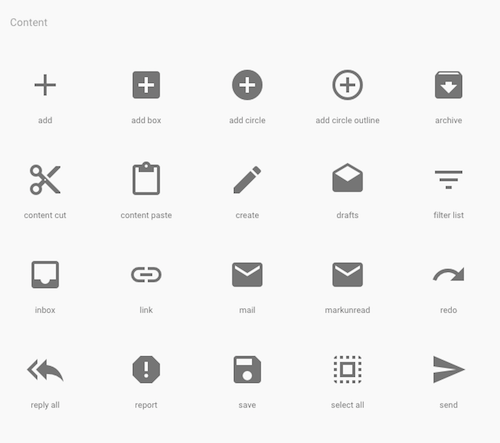 Content
add
add box
add circle
add circle outline
archive
content cut
content paste
create
drafts
filter list
inbox
link
mail
markunread
redo
reply all
report
save
select all
send